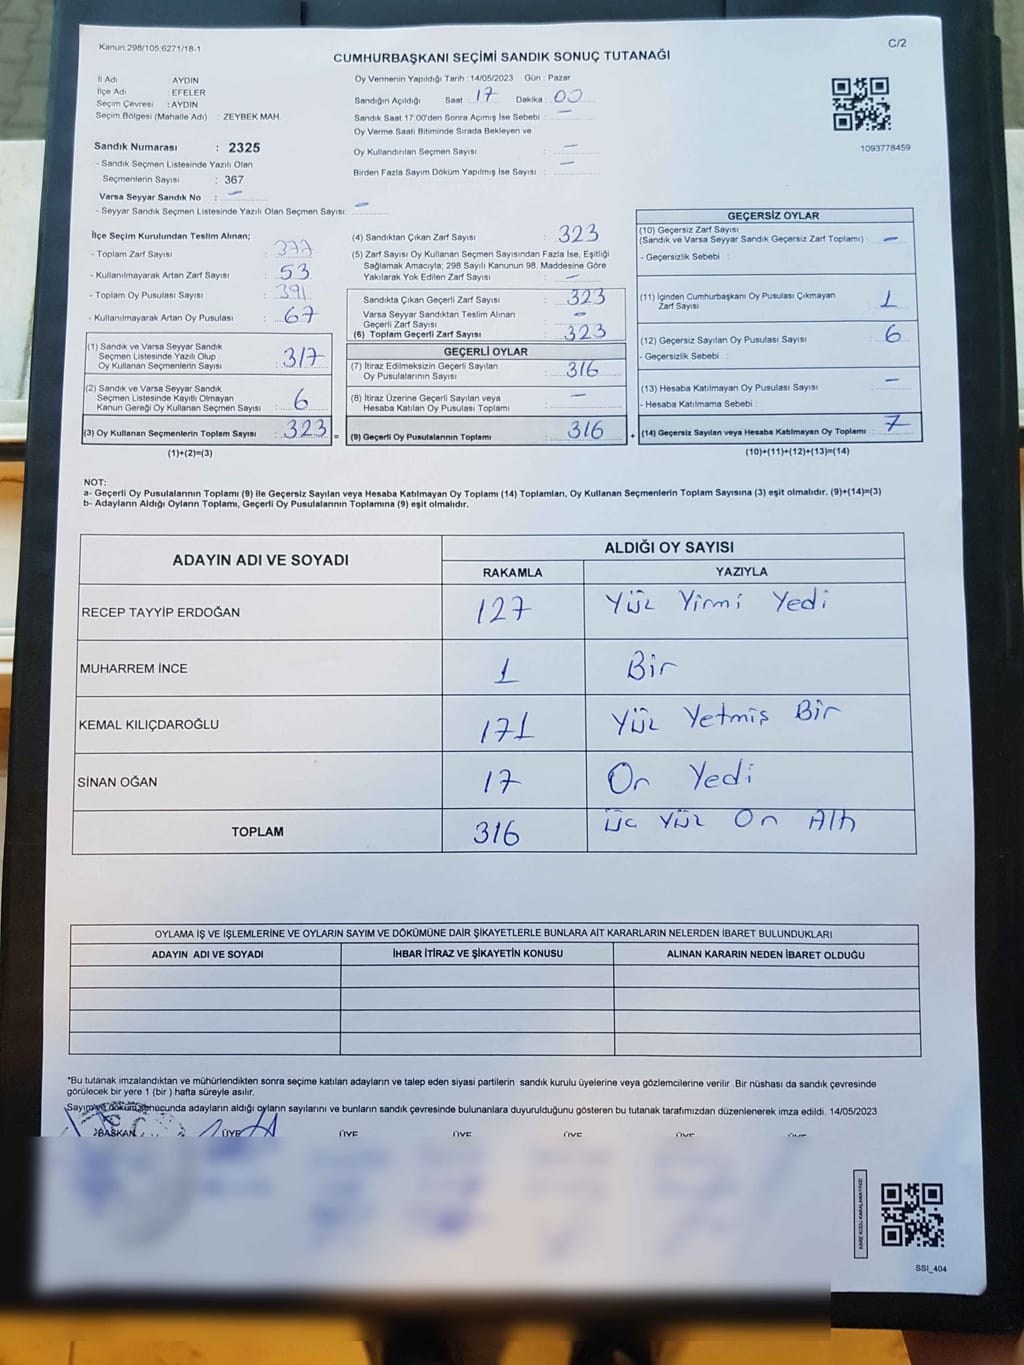 Kanun.298/105.6271/18-1
C/2
CUMHURBAŞKANI SEÇİMİ SANDIK SONUÇ TUTANAĞI
İl Adı : AYDIN
İlçe Adı : EFELER
Seçim Çevresi : AYDIN
Seçim Bölgesi (Mahalle Adı) : ZEYBEK MAH.
Sandık Numarası : 2325
- Sandık Seçmen Listesinde Yazılı Olan
Seçmenlerin Sayısı : 367
Varsa Seyyar Sandık No : –
- Seyyar Sandık Seçmen Listesinde Yazılı Olan Seçmen Sayısı: –
Oy Vermenin Yapıldığı Tarih : 14/05/2023 Gün : Pazar
Sandığın Açıldığı Saat : 17 Dakika : 00
Sandık Saat 17:00'den Sonra Açımış İse Sebebi : –
Oy Verme Saati Bitiminde Sırada Bekleyen ve
Oy Kullandırılan Seçmen Sayısı : –
Birden Fazla Sayım Döküm Yapılmış İse Sayısı : –
1093778459
İlçe Seçim Kurulundan Teslim Alınan;
- Toplam Zarf Sayısı : 377
- Kullanılmayarak Artan Zarf Sayısı : 53
- Toplam Oy Pusulası Sayısı : 391
- Kullanılmayarak Artan Oy Pusulası : 67
(1) Sandık ve Varsa Seyyar Sandık
Seçmen Listesinde Yazılı Olup
Oy Kullanan Seçmenlerin Sayısı : 317
(2) Sandık ve Varsa Seyyar Sandık
Seçmen Listesinde Kayıtlı Olmayan
Kanun Gereği Oy Kullanan Seçmen Sayısı : 6
(3) Oy Kullanan Seçmenlerin Toplam Sayısı : 323 =
(1)+(2)=(3)
(4) Sandıktan Çıkan Zarf Sayısı : 323
(5) Zarf Sayısı Oy Kullanan Seçmen Sayısından Fazla İse, Eşitliği
Sağlamak Amacıyla; 298 Sayılı Kanunun 98. Maddesine Göre
Yakılarak Yok Edilen Zarf Sayısı : –
Sandıkta Çıkan Geçerli Zarf Sayısı : 323
Varsa Seyyar Sandıktan Teslim Alınan
Geçerli Zarf Sayısı : –
(6) Toplam Geçerli Zarf Sayısı : 323
GEÇERLİ OYLAR
(7) İtiraz Edilmeksizin Geçerli Sayılan
Oy Pusulalarının Sayısı : 316
(8) İtiraz Üzerine Geçerli Sayılan veya
Hesaba Katılan Oy Pusulası Toplamı : –
(9) Geçerli Oy Pusulalarının Toplamı : 316 +
GEÇERSİZ OYLAR
(10) Geçersiz Zarf Sayısı
(Sandık ve Varsa Seyyar Sandık Geçersiz Zarf Toplamı) : –
- Geçersizlik Sebebi :
(11) İçinden Cumhurbaşkanı Oy Pusulası Çıkmayan
Zarf Sayısı : 1
(12) Geçersiz Sayılan Oy Pusulası Sayısı : 6
- Geçersizlik Sebebi :
(13) Hesaba Katılmayan Oy Pusulası Sayısı : –
- Hesaba Katılmama Sebebi :
(14) Geçersiz Sayılan veya Hesaba Katılmayan Oy Toplamı : 7
(10)+(11)+(12)+(13)=(14)
NOT:
a- Geçerli Oy Pusulalarının Toplamı (9) ile Geçersiz Sayılan veya Hesaba Katılmayan Oy Toplamı (14) Toplamları, Oy Kullanan Seçmenlerin Toplam Sayısına (3) eşit olmalıdır. (9)+(14)=(3)
b- Adayların Aldığı Oyların Toplamı, Geçerli Oy Pusulalarının Toplamına (9) eşit olmalıdır.
ADAYIN ADI VE SOYADI
ALDIĞI OY SAYISI
RAKAMLA YAZIYLA
RECEP TAYYİP ERDOĞAN 127 Yüz Yirmi Yedi
MUHARREM İNCE 1 Bir
KEMAL KILIÇDAROĞLU 171 Yüz Yetmiş Bir
SİNAN OĞAN 17 On Yedi
TOPLAM 316 Üç Yüz On Altı
OYLAMA İŞ VE İŞLEMLERİNE VE OYLARIN SAYIM VE DÖKÜMÜNE DAİR ŞİKAYETLERLE BUNLARA AİT KARARLARIN NELERDEN İBARET BULUNDUKLARI
ADAYIN ADI VE SOYADI İHBAR İTİRAZ VE ŞİKAYETİN KONUSU ALINAN KARARIN NEDEN İBARET OLDUĞU
*Bu tutanak imzalandıktan ve mühürlendikten sonra seçime katılan adayların ve talep eden siyasi partilerin sandık kurulu üyelerine veya gözlemcilerine verilir .Bir nüshası da sandık çevresinde
görülecek bir yere 1 (bir ) hafta süreyle asılır.
Sayım ve döküm sonucunda adayların aldığı oyların sayılarını ve bunların sandık çevresinde bulunanlara duyurulduğunu gösteren bu tutanak tarafımızdan düzenlenerek imza edildi. 14/05/2023
BAŞKAN ÜYE ÜYE ÜYE ÜYE ÜYE ÜYE
KARE KODU KARALAMAYINIZ!
SSI_404